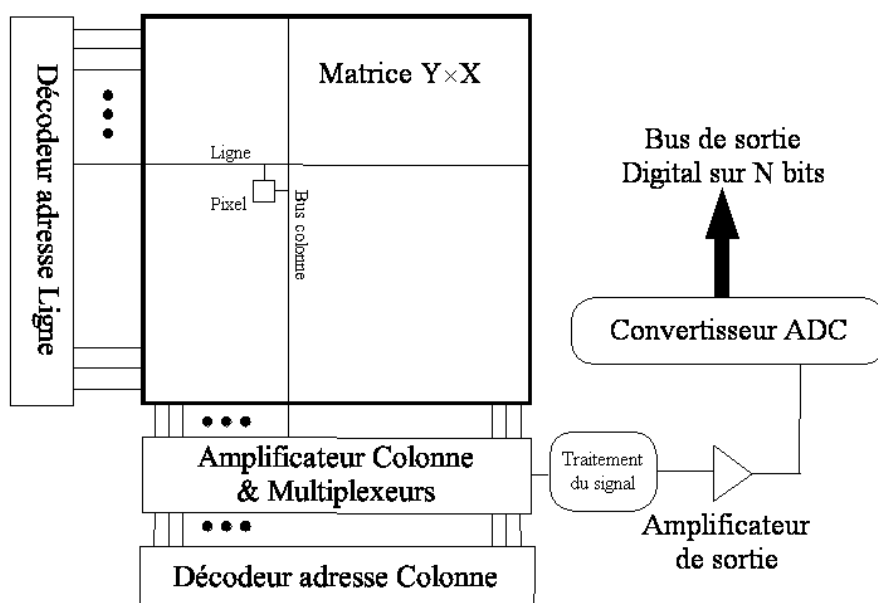 Décodeur adresse Ligne
Matrice Y×X
Ligne
Pixel
Bus colonne
Bus de sortie
Digital sur N bits
Convertisseur ADC
Amplificateur Colonne
& Multiplexeurs
Traitement
du signal
Amplificateur
de sortie
Décodeur adresse Colonne